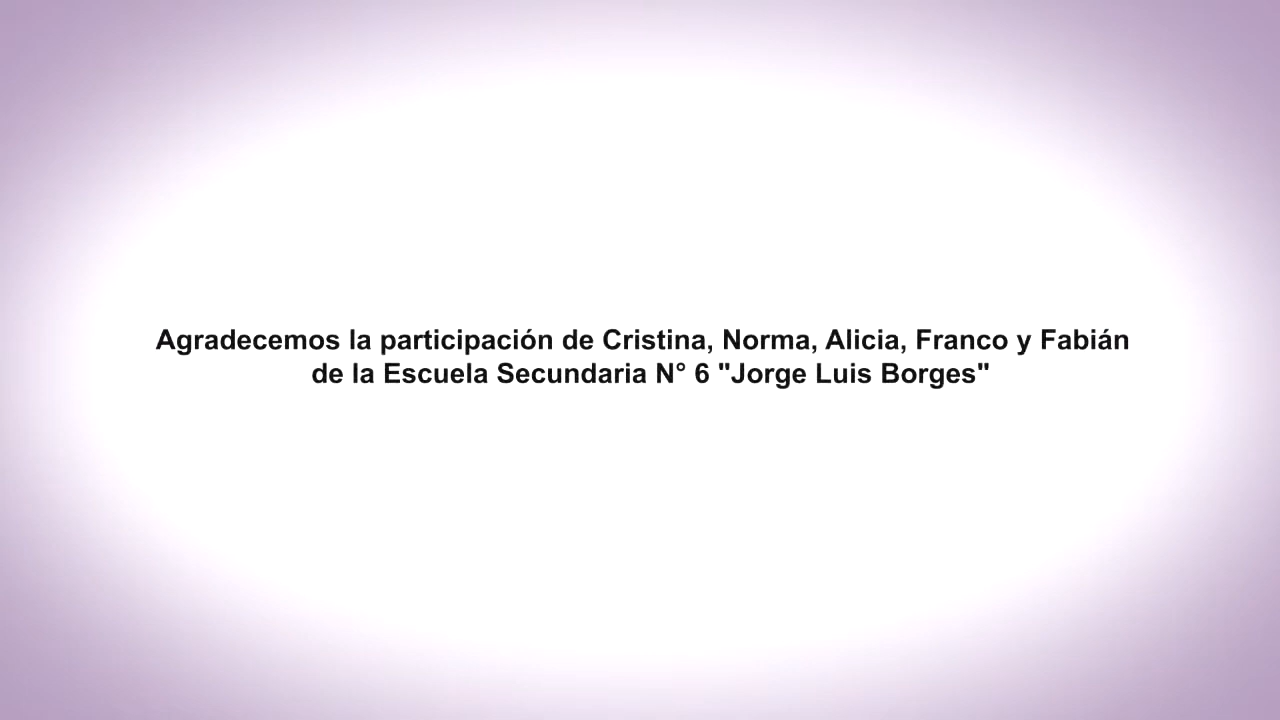 Agradecemos la participación de Cristina, Norma, Alicia, Franco y Fabián
de la Escuela Secundaria N° 6 "Jorge Luis Borges"